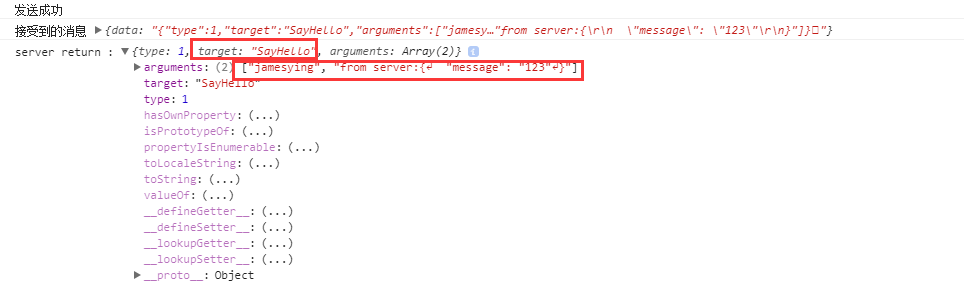 发送成功
接受到的消息 ▶{data: "{"type":1,"target":"SayHello","arguments":["jamesy…"from server:{\r\n  \"message\": \"123\"\r\n}"]}□"}
server return : ▼{type: 1, target: "SayHello", arguments: Array(2)} i
▶arguments: (2) ["jamesying", "from server:{↵  "message": "123"↵}"]
target: "SayHello"
type: 1
hasOwnProperty: (...)
isPrototypeOf: (...)
propertyIsEnumerable: (...)
toLocaleString: (...)
toString: (...)
valueOf: (...)
__defineGetter__: (...)
__defineSetter__: (...)
__lookupGetter__: (...)
__lookupSetter__: (...)
▶__proto__: Object